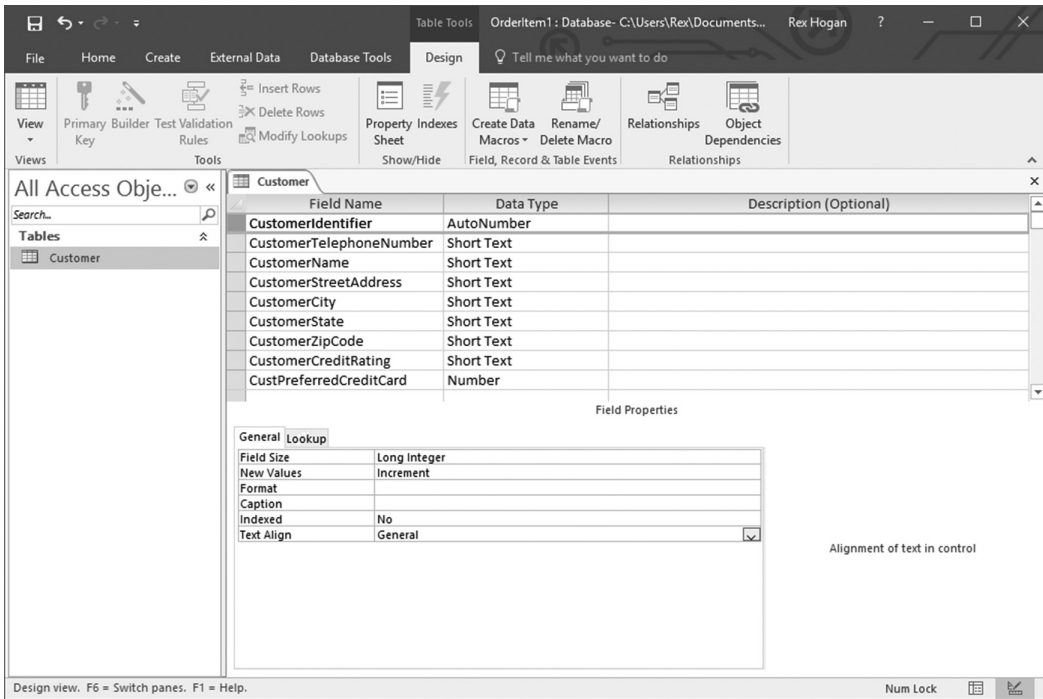 Table Tools OrderItem1 : Database- C:\Users\Rex\Documents... Rex Hogan ?
File Home Create External Data Database Tools Design Tell me what you want to do
View
Primary Key
Builder
Test Validation Rules
Insert Rows
Delete Rows
Modify Lookups
Property Sheet
Indexes
Create Data Macros
Rename/ Delete Macro
Relationships
Object Dependencies
Views Tools Show/Hide Field, Record & Table Events Relationships
All Access Obje...
Search...
Tables
Customer
Customer
Field Name Data Type Description (Optional)
CustomerIdentifier AutoNumber
CustomerTelephoneNumber Short Text
CustomerName Short Text
CustomerStreetAddress Short Text
CustomerCity Short Text
CustomerState Short Text
CustomerZipCode Short Text
CustomerCreditRating Short Text
CustPreferredCreditCard Number
Field Properties
General Lookup
Field Size Long Integer
New Values Increment
Format
Caption
Indexed No
Text Align General
Alignment of text in control
Design view. F6 = Switch panes. F1 = Help. Num Lock